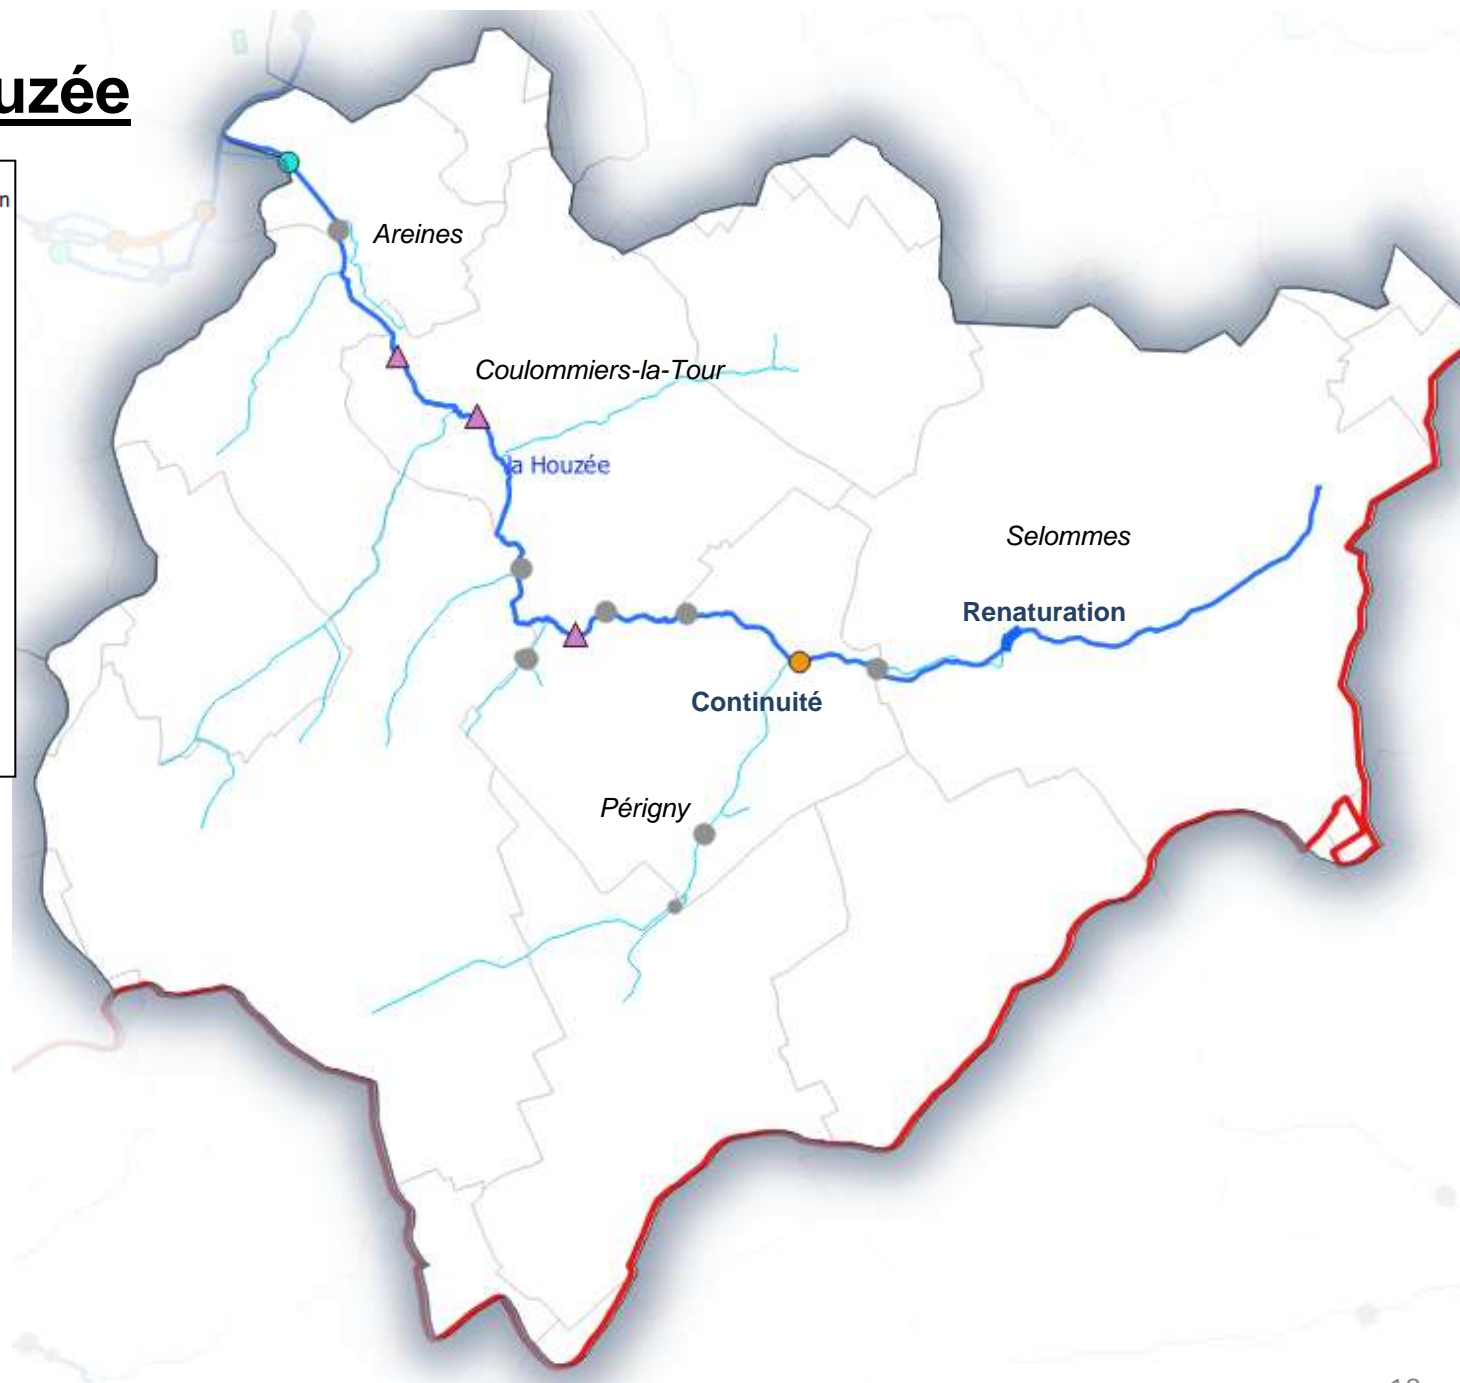 uzée
n
Areines
Coulommiers-la-Tour
la Houzée
Selommes
Renaturation
Continuité
Périgny